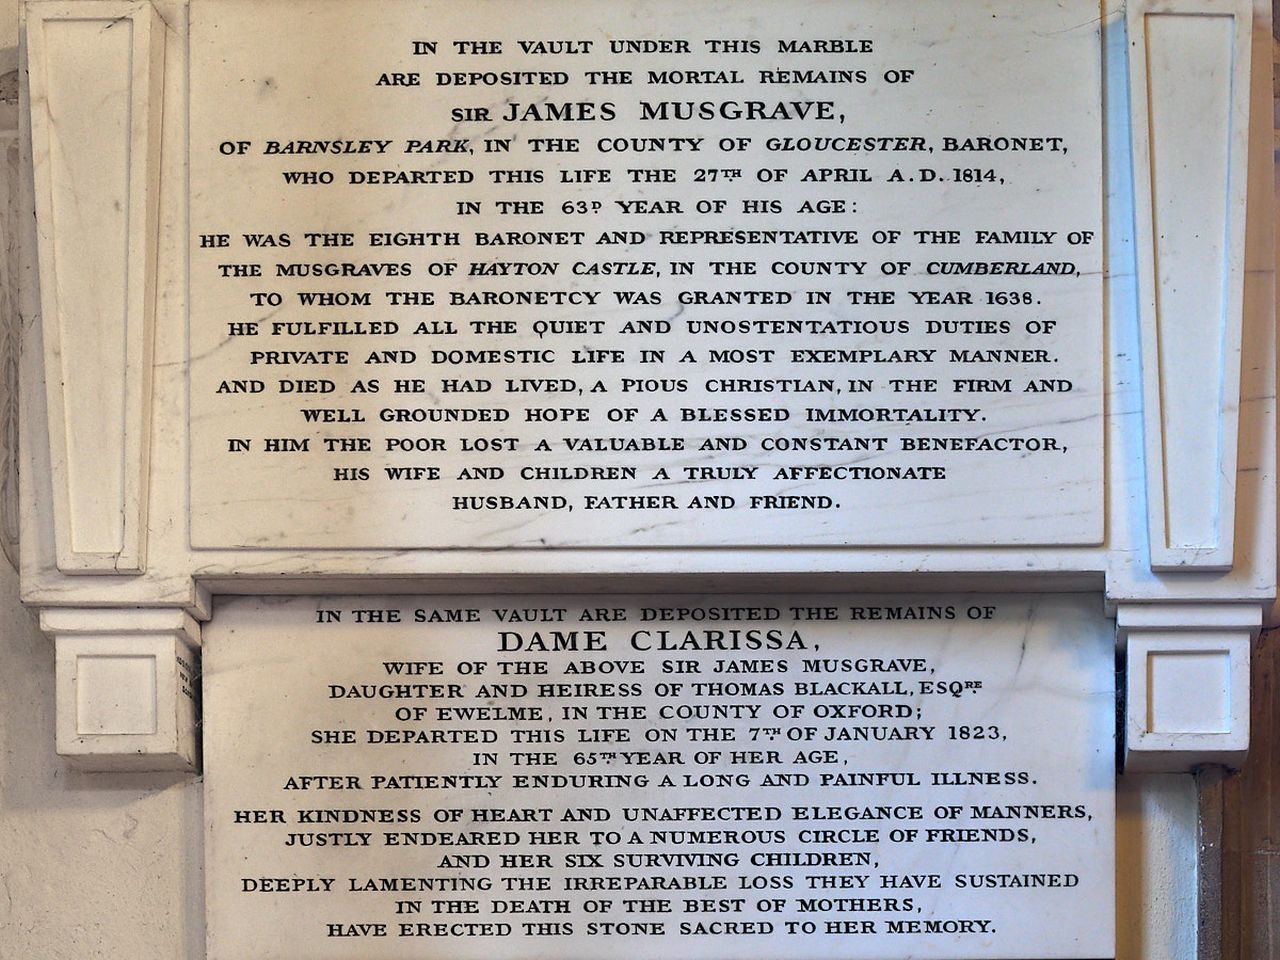 IN THE VAULT UNDER THIS MARBLE
ARE DEPOSITED THE MORTAL REMAINS OF
SIR JAMES MUSGRAVE,
OF BARNSLEY PARK, IN THE COUNTY OF GLOUCESTER, BARONET,
WHO DEPARTED THIS LIFE THE 27TH OF APRIL A.D. 1814,
IN THE 63D YEAR OF HIS AGE:
HE WAS THE EIGHTH BARONET AND REPRESENTATIVE OF THE FAMILY OF
THE MUSGRAVES OF HAYTON CASTLE, IN THE COUNTY OF CUMBERLAND,
TO WHOM THE BARONETCY WAS GRANTED IN THE YEAR 1638.
HE FULFILLED ALL THE QUIET AND UNOSTENTATIOUS DUTIES OF
PRIVATE AND DOMESTIC LIFE IN A MOST EXEMPLARY MANNER.
AND DIED AS HE HAD LIVED, A PIOUS CHRISTIAN, IN THE FIRM AND
WELL GROUNDED HOPE OF A BLESSED IMMORTALITY.
IN HIM THE POOR LOST A VALUABLE AND CONSTANT BENEFACTOR,
HIS WIFE AND CHILDREN A TRULY AFFECTIONATE
HUSBAND, FATHER AND FRIEND.
IN THE SAME VAULT ARE DEPOSITED THE REMAINS OF
DAME CLARISSA,
WIFE OF THE ABOVE SIR JAMES MUSGRAVE,
DAUGHTER AND HEIRESS OF THOMAS BLACKALL, ESQRE
OF EWELME, IN THE COUNTY OF OXFORD;
SHE DEPARTED THIS LIFE ON THE 7TH OF JANUARY 1823,
IN THE 65TH YEAR OF HER AGE,
AFTER PATIENTLY ENDURING A LONG AND PAINFUL ILLNESS.
HER KINDNESS OF HEART AND UNAFFECTED ELEGANCE OF MANNERS,
JUSTLY ENDEARED HER TO A NUMEROUS CIRCLE OF FRIENDS,
AND HER SIX SURVIVING CHILDREN,
DEEPLY LAMENTING THE IRREPARABLE LOSS THEY HAVE SUSTAINED
IN THE DEATH OF THE BEST OF MOTHERS,
HAVE ERECTED THIS STONE SACRED TO HER MEMORY.